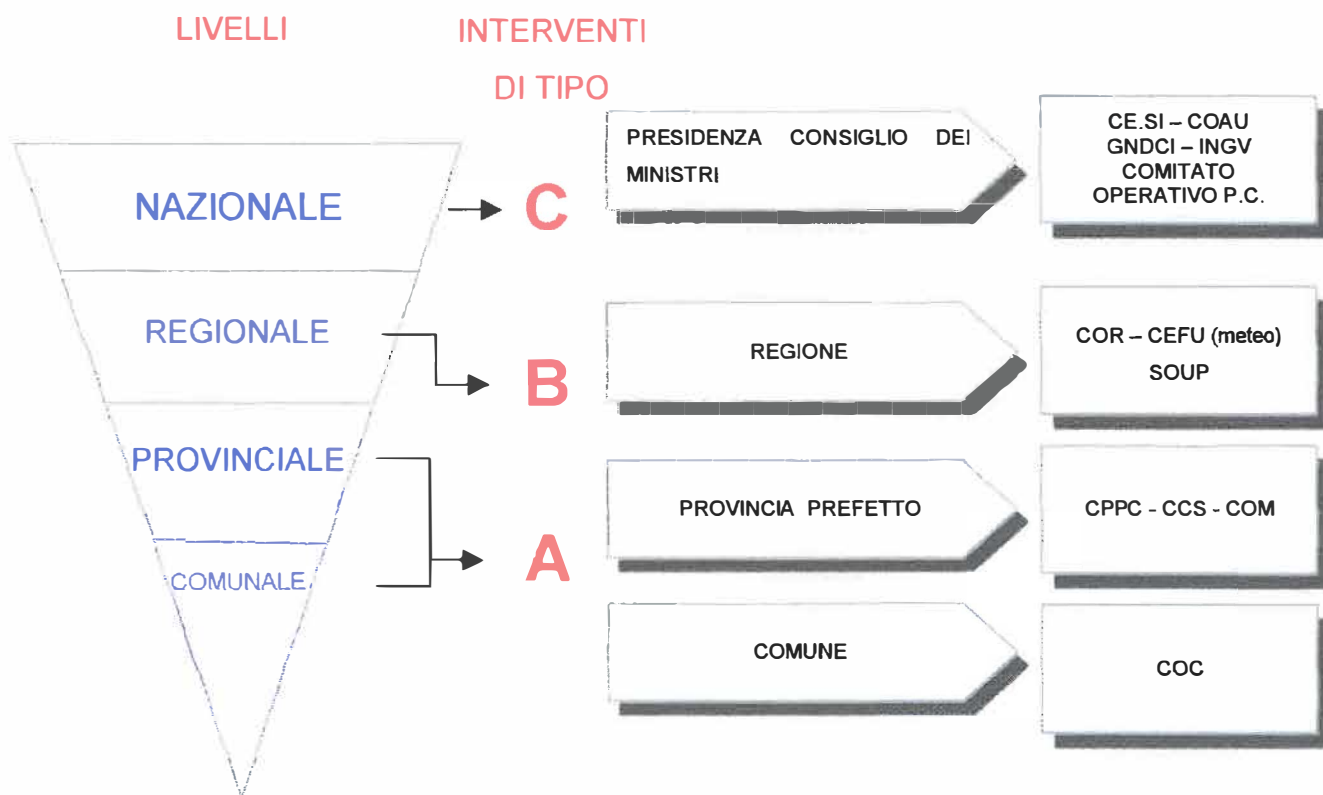 LIVELLI
INTERVENTI
DI TIPO
NAZIONALE
C
PRESIDENZA CONSIGLIO DEI
MINISTRI
CE.SI – COAU
GNDCI – INGV
COMITATO
OPERATIVO P.C.
REGIONALE
B
REGIONE
COR – CEFU (meteo)
SOUP
PROVINCIALE
A
PROVINCIA PREFETTO
CPPC - CCS - COM
COMUNALE
COMUNE
COC